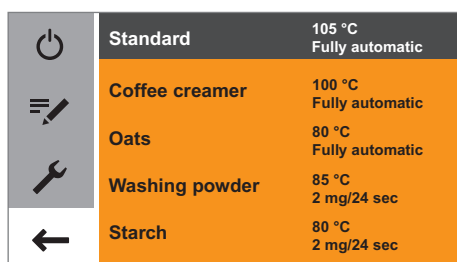 Standard
105 °C
Fully automatic
Coffee creamer
100 °C
Fully automatic
Oats
80 °C
Fully automatic
Washing powder
85 °C
2 mg/24 sec
Starch
80 °C
2 mg/24 sec